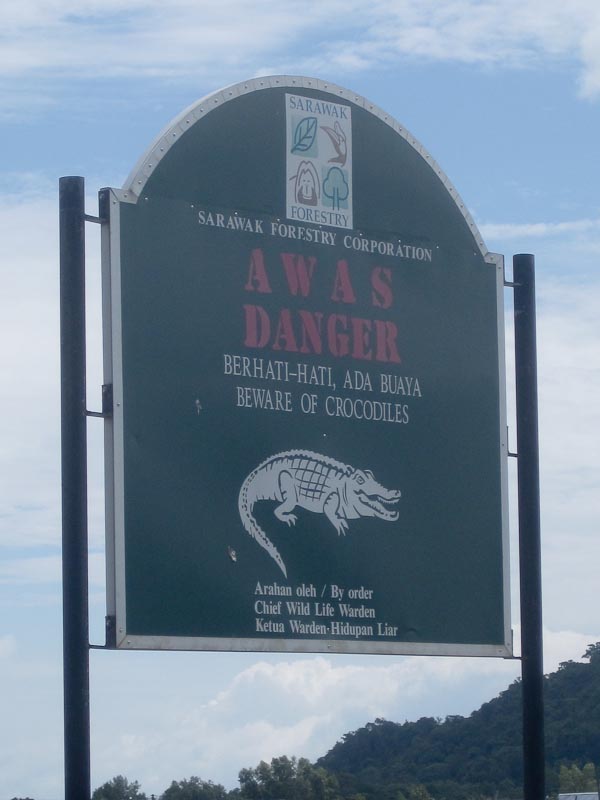 SARAWAK
FORESTRY
SARAWAK FORESTRY CORPORATION
AWAS
DANGER
BERHATI-HATI, ADA BUAYA
BEWARE OF CROCODILES
Arahan oleh / By order
Chief Wild Life Warden
Ketua Warden-Hidupan Liar